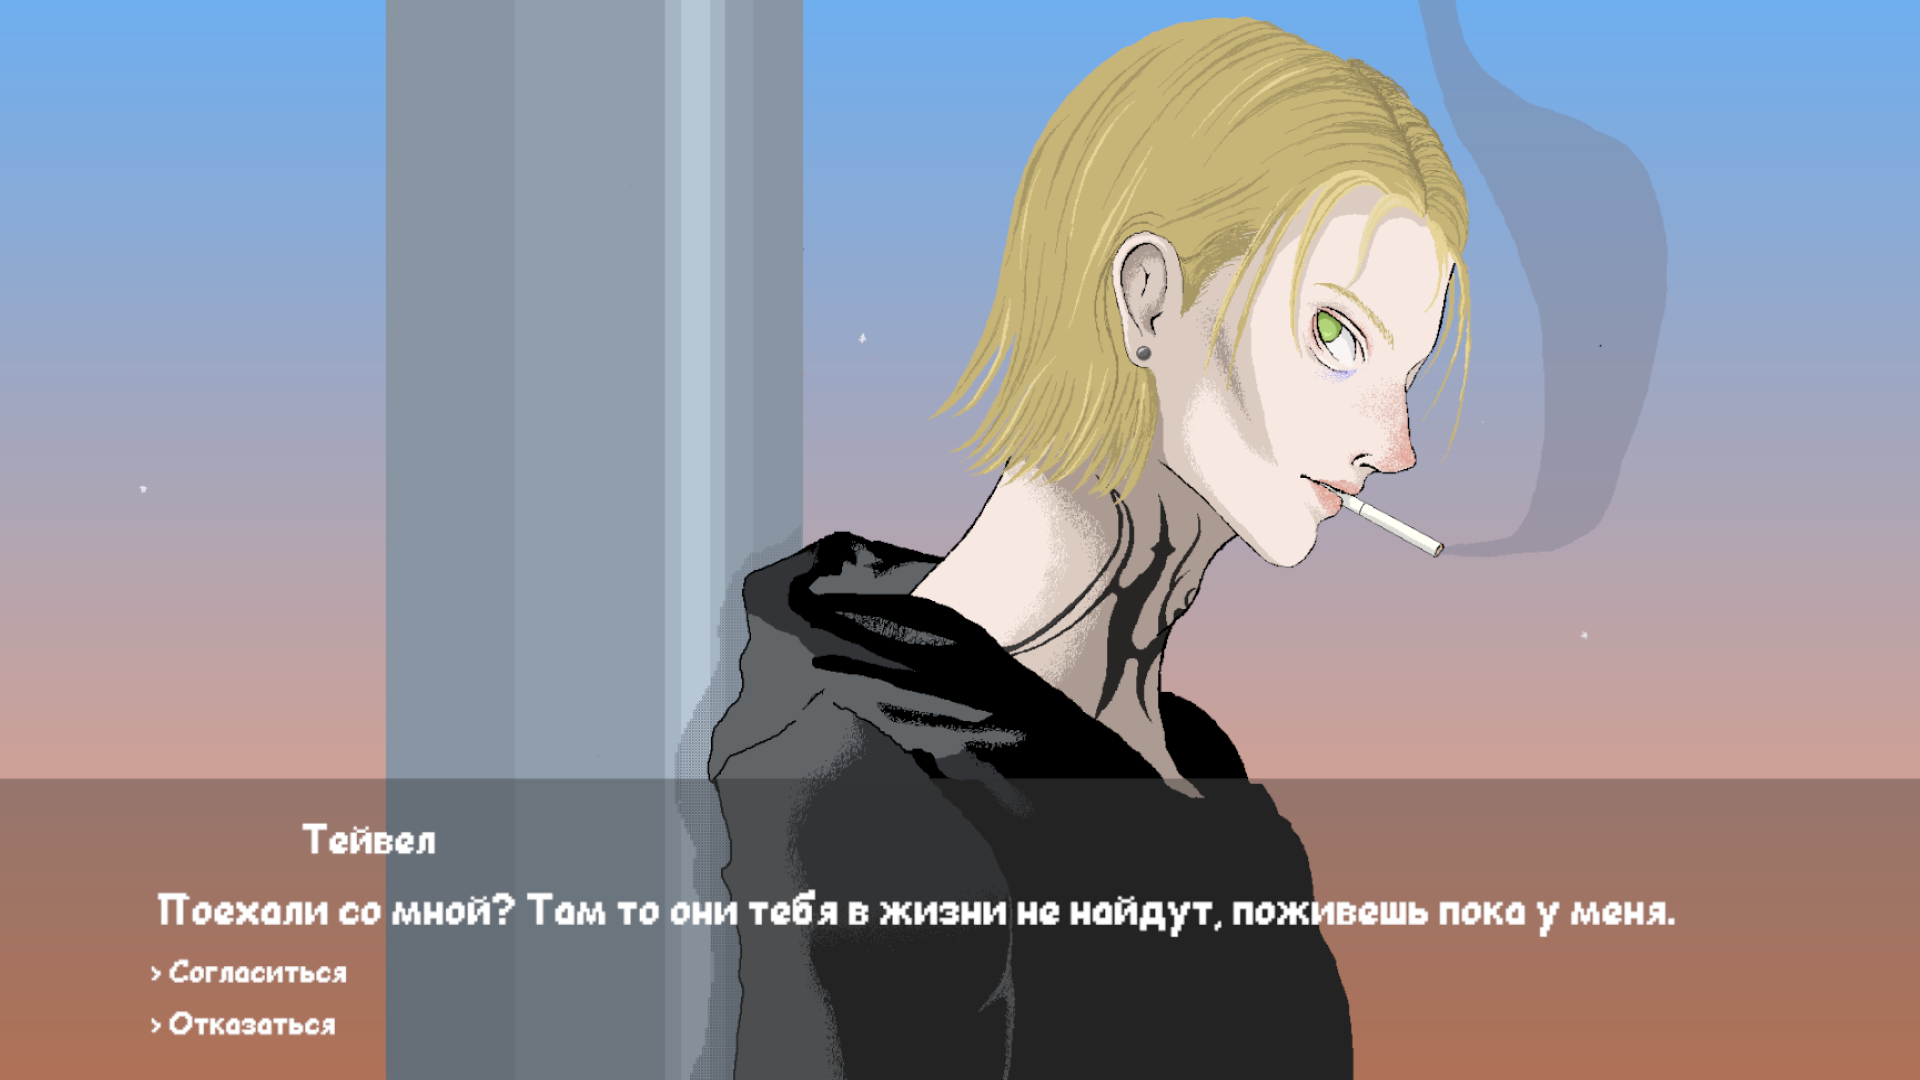 Тейвел
Поехали со мной? Там то они тебя в жизни не найдут, поживешь пока у меня.
> Согласиться
> Отказаться